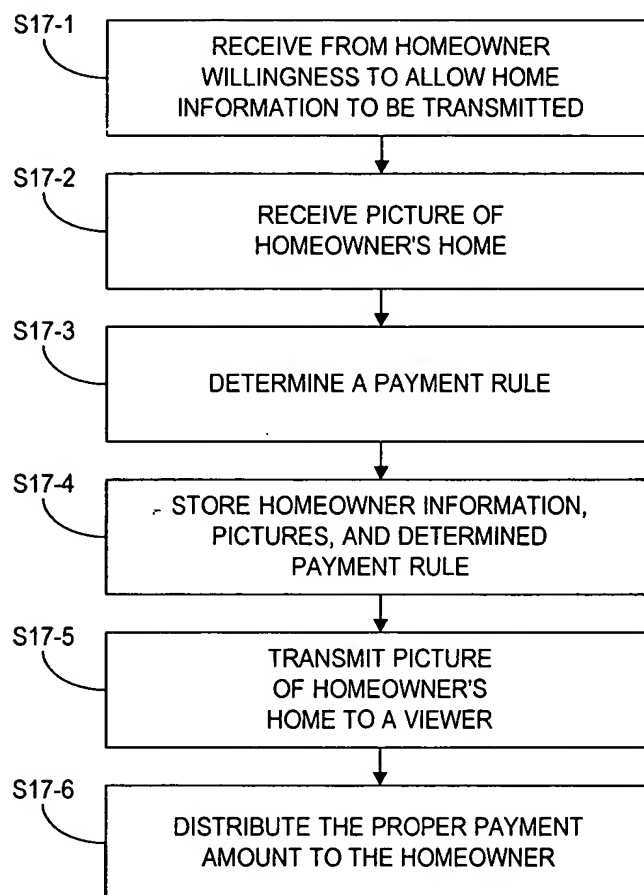 S17-1
RECEIVE FROM HOMEOWNER
WILLINGNESS TO ALLOW HOME
INFORMATION TO BE TRANSMITTED
S17-2
RECEIVE PICTURE OF
HOMEOWNER'S HOME
S17-3
DETERMINE A PAYMENT RULE
S17-4
STORE HOMEOWNER INFORMATION,
PICTURES, AND DETERMINED
PAYMENT RULE
S17-5
TRANSMIT PICTURE
OF HOMEOWNER'S
HOME TO A VIEWER
S17-6
DISTRIBUTE THE PROPER PAYMENT
AMOUNT TO THE HOMEOWNER